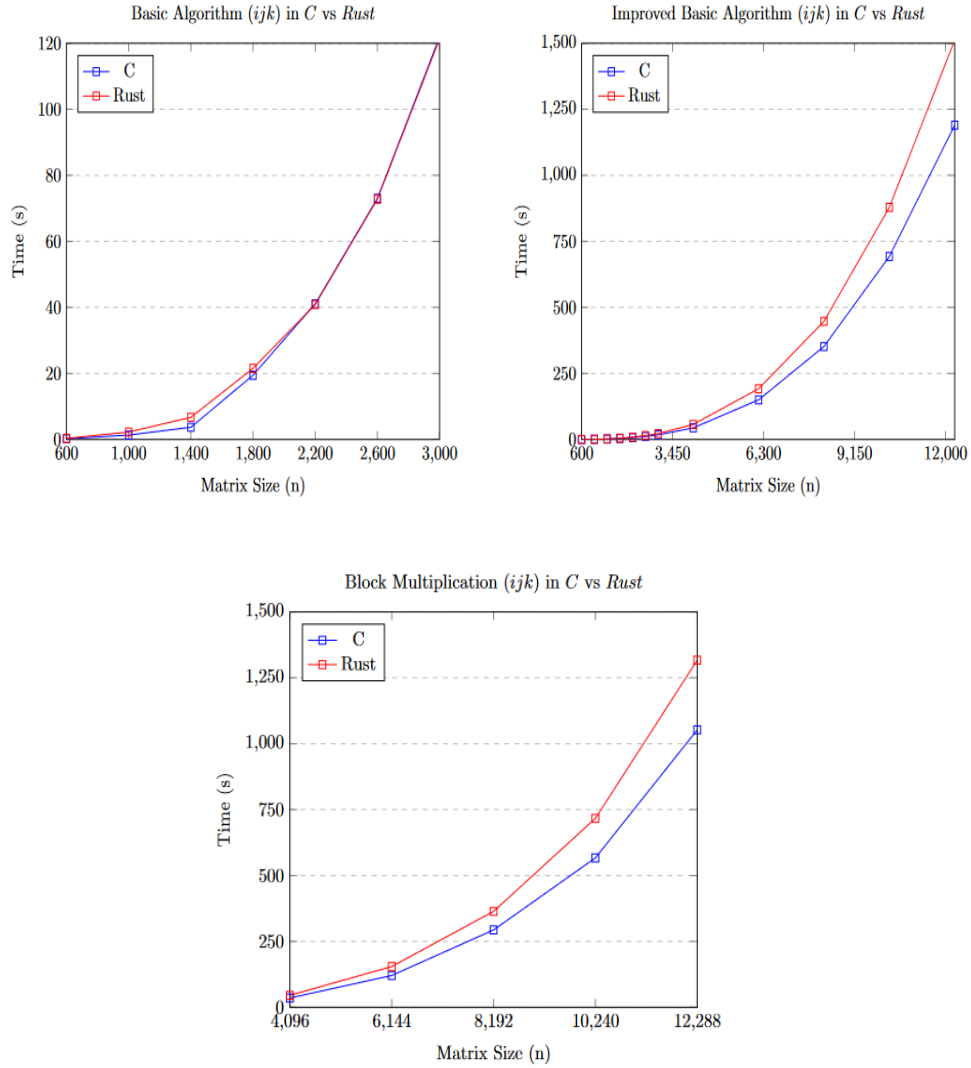 Basic Algorithm (ijk) in C vs Rust
120
100
80
60
40
20
0
C
Rust
Time (s)
600 1,000 1,400 1,800 2,200 2,600 3,000
Matrix Size (n)
Improved Basic Algorithm (ijk) in C vs Rust
1,500
1,250
1,000
750
500
250
0
C
Rust
Time (s)
600 3,450 6,300 9,150 12,000
Matrix Size (n)
Block Multiplication (ijk) in C vs Rust
1,500
1,250
1,000
750
500
250
0
C
Rust
Time (s)
4,096 6,144 8,192 10,240 12,288
Matrix Size (n)